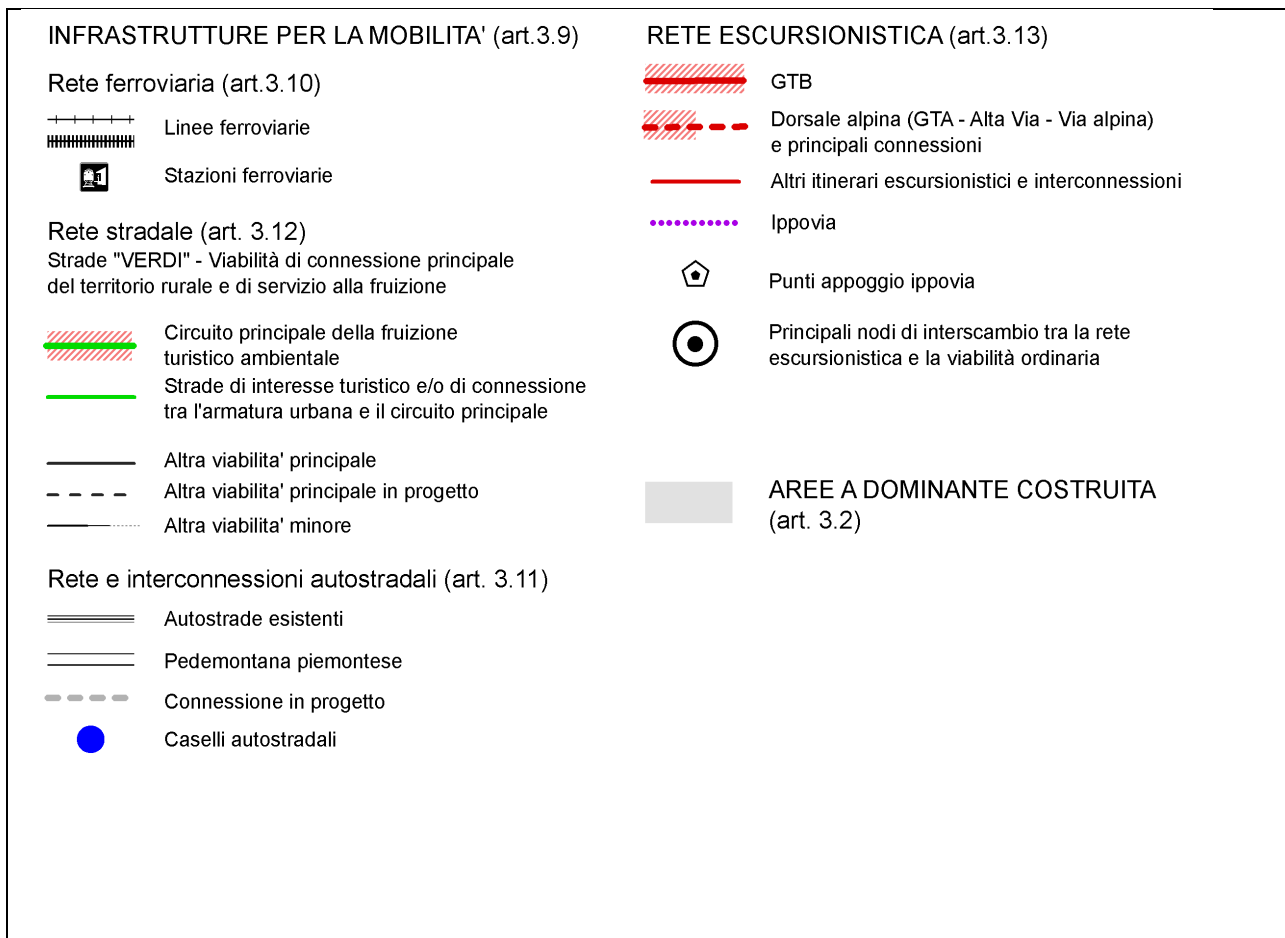 INFRASTRUTTURE PER LA MOBILITA' (art.3.9)
Rete ferroviaria (art.3.10)
Linee ferroviarie
Stazioni ferroviarie
Rete stradale (art. 3.12)
Strade "VERDI" - Viabilità di connessione principale
del territorio rurale e di servizio alla fruizione
Circuito principale della fruizione
turistico ambientale
Strade di interesse turistico e/o di connessione
tra l'armatura urbana e il circuito principale
Altra viabilita' principale
Altra viabilita' principale in progetto
Altra viabilita' minore
Rete e interconnessioni autostradali (art. 3.11)
Autostrade esistenti
Pedemontana piemontese
Connessione in progetto
Caselli autostradali
RETE ESCURSIONISTICA (art.3.13)
GTB
Dorsale alpina (GTA - Alta Via - Via alpina)
e principali connessioni
Altri itinerari escursionistici e interconnessioni
Ippovia
Punti appoggio ippovia
Principali nodi di interscambio tra la rete
escursionistica e la viabilità ordinaria
AREE A DOMINANTE COSTRUITA
(art. 3.2)